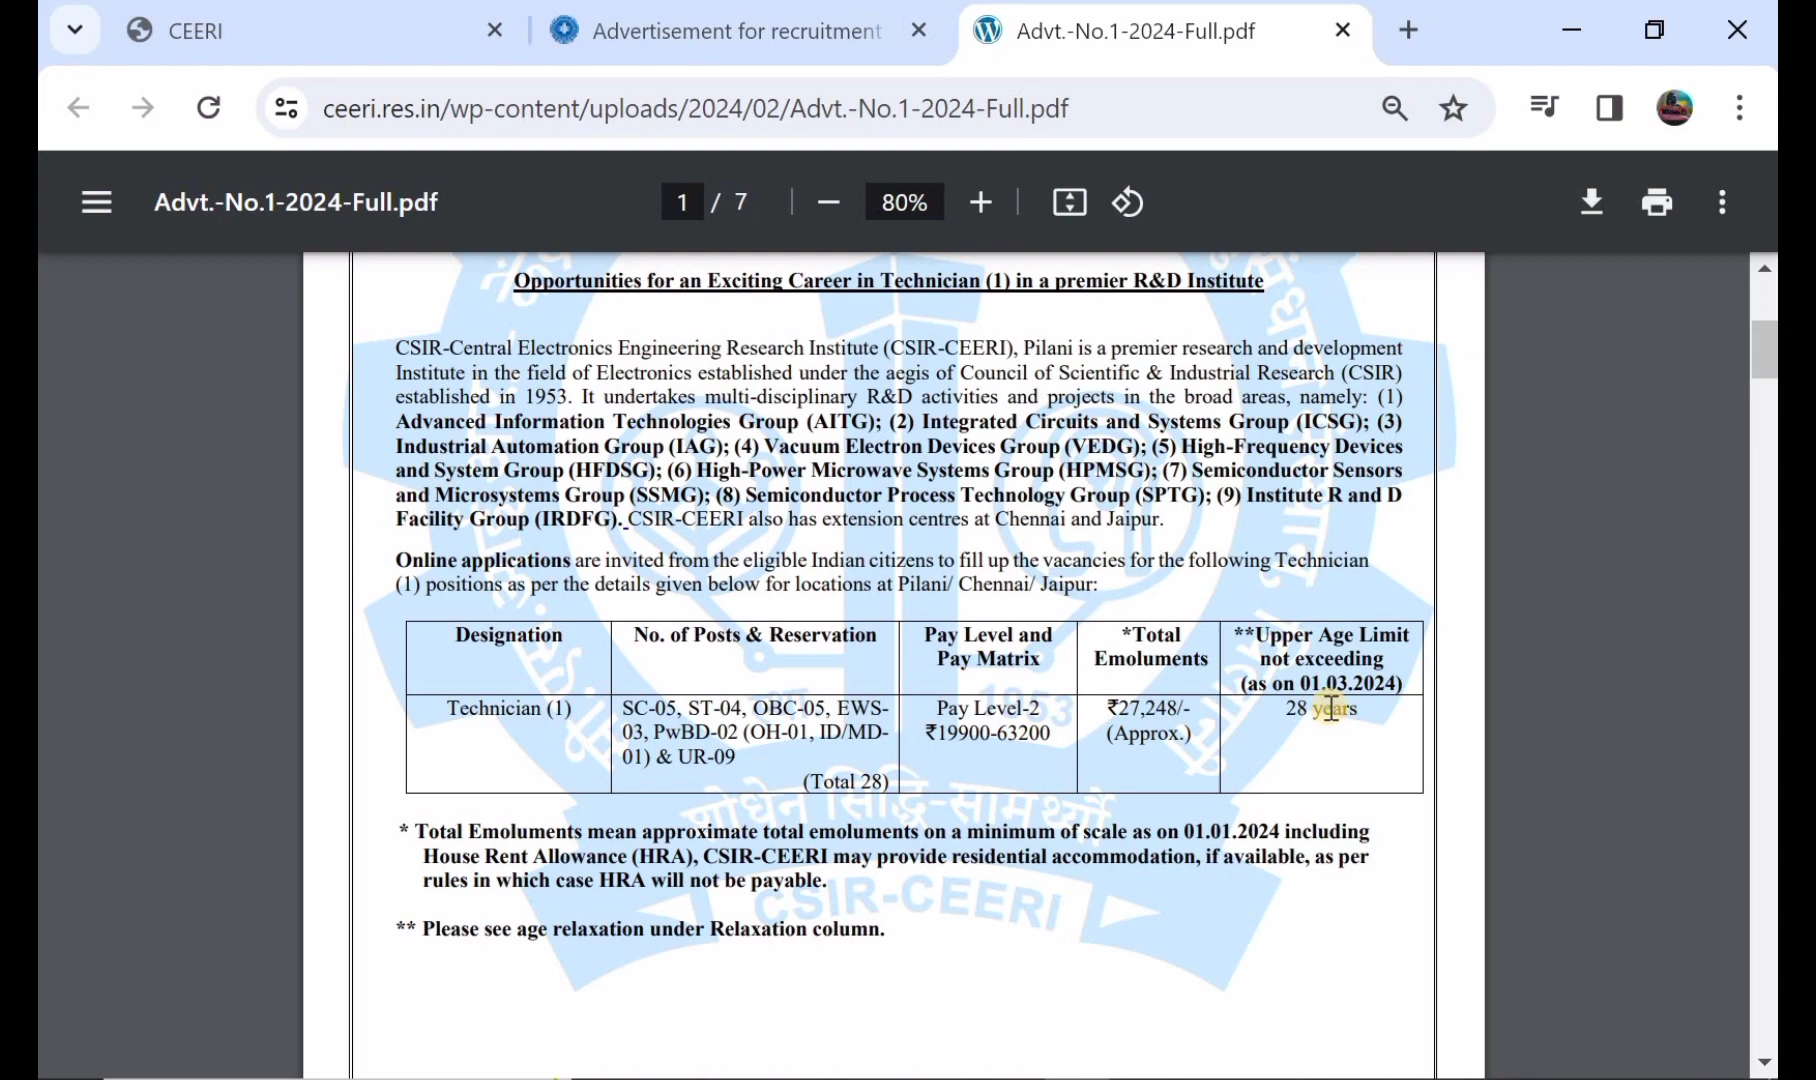 CEERI
Advertisement for recruitment
Advt.-No.1-2024-Full.pdf
ceeri.res.in/wp-content/uploads/2024/02/Advt.-No.1-2024-Full.pdf
Advt.-No.1-2024-Full.pdf
1 / 7
80%
Opportunities for an Exciting Career in Technician (1) in a premier R&D Institute
CSIR-Central Electronics Engineering Research Institute (CSIR-CEERI), Pilani is a premier research and development
Institute in the field of Electronics established under the aegis of Council of Scientific & Industrial Research (CSIR)
established in 1953. It undertakes multi-disciplinary R&D activities and projects in the broad areas, namely: (1)
Advanced Information Technologies Group (AITG); (2) Integrated Circuits and Systems Group (ICSG); (3)
Industrial Automation Group (IAG); (4) Vacuum Electron Devices Group (VEDG); (5) High-Frequency Devices
and System Group (HFDSG); (6) High-Power Microwave Systems Group (HPMSG); (7) Semiconductor Sensors
and Microsystems Group (SSMG); (8) Semiconductor Process Technology Group (SPTG); (9) Institute R and D
Facility Group (IRDFG). CSIR-CEERI also has extension centres at Chennai and Jaipur.
Online applications are invited from the eligible Indian citizens to fill up the vacancies for the following Technician
(1) positions as per the details given below for locations at Pilani/ Chennai/ Jaipur:
Designation
No. of Posts & Reservation
Pay Level and
Pay Matrix
*Total
Emoluments
**Upper Age Limit
not exceeding
(as on 01.03.2024)
Technician (1)
SC-05, ST-04, OBC-05, EWS-
03, PwBD-02 (OH-01, ID/MD-
01) & UR-09
(Total 28)
Pay Level-2
₹19900-63200
₹27,248/-
(Approx.)
28 years
1953
शोधेन सिद्धि-सामर्थ्यो
* Total Emoluments mean approximate total emoluments on a minimum of scale as on 01.01.2024 including
House Rent Allowance (HRA), CSIR-CEERI may provide residential accommodation, if available, as per
rules in which case HRA will not be payable.
CSIR-CEERI
** Please see age relaxation under Relaxation column.